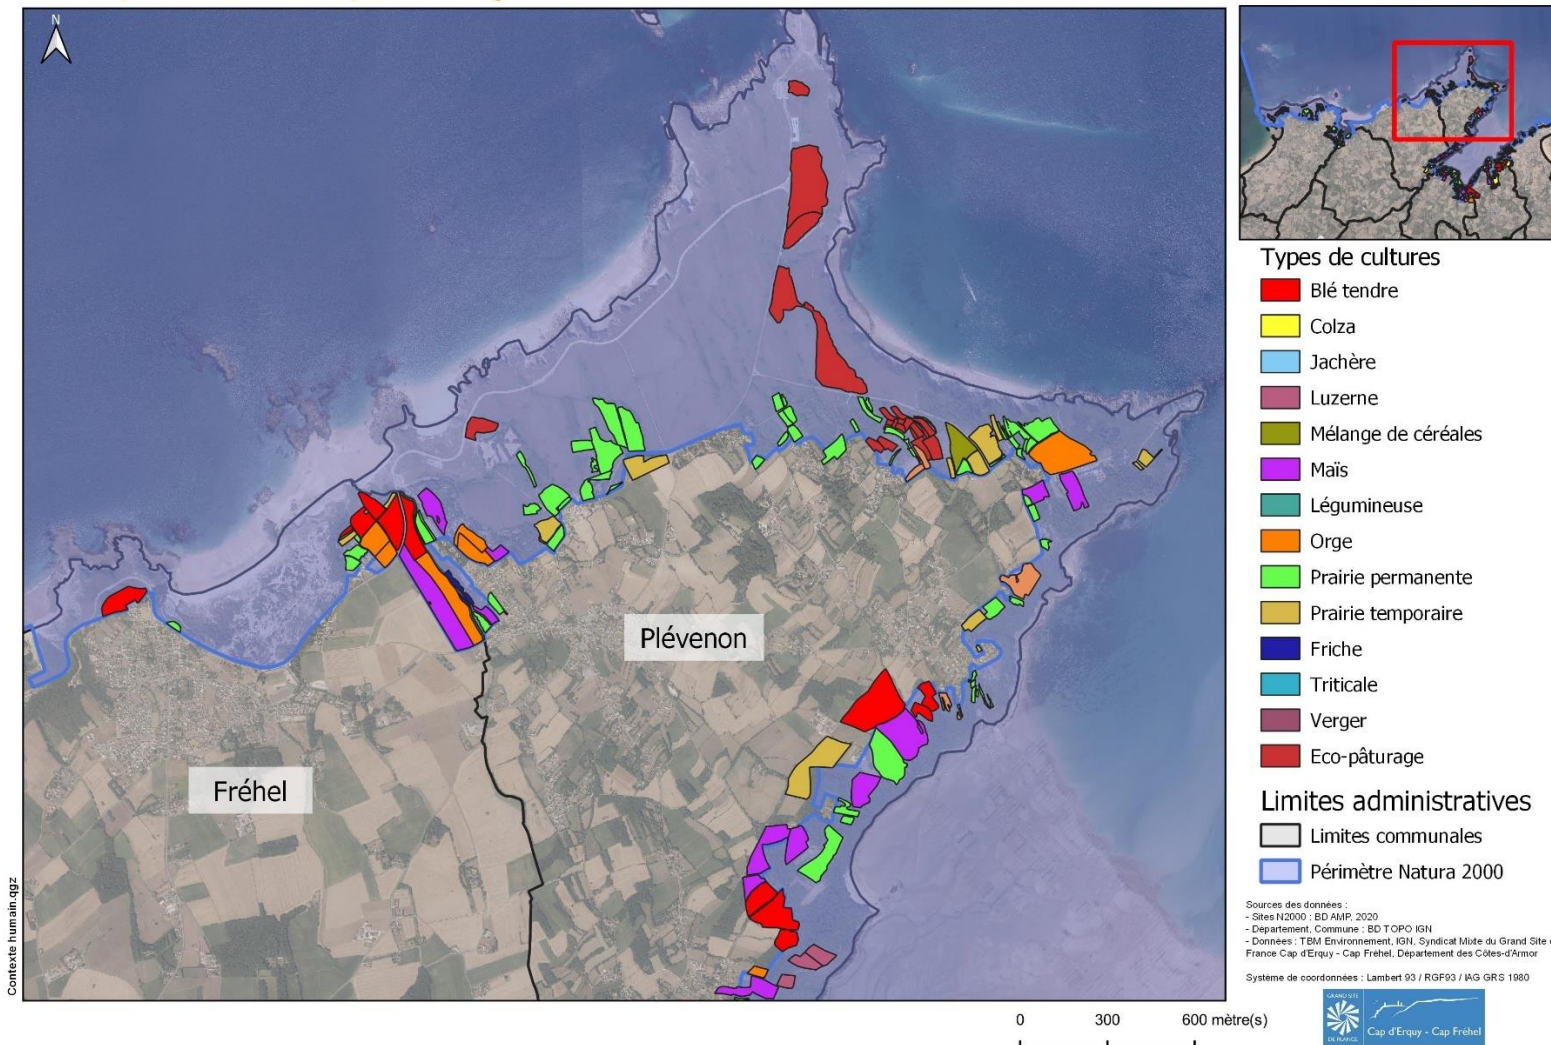 N
Contexte humain.qgz
Fréhel
Plévenon
0 300 600 mètre(s)
Types de cultures
Blé tendre
Colza
Jachère
Luzerne
Mélange de céréales
Maïs
Légumineuse
Orge
Prairie permanente
Prairie temporaire
Friche
Triticale
Verger
Eco-pâturage
Limites administratives
Limites communales
Périmètre Natura 2000
Sources des données :
- Sites N2000 : BD AMP, 2020
- Département, Commune : BD TOPO IGN
- Données : TBM Environnement, IGN, Syndicat Mixte du Grand Site
France Cap d'Erquy - Cap Fréhel, Département des Côtes-d'Armor
Système de coordonnées : Lambert 93 / RGF93 / IAG GRS 1980
GRAND SITE
DE FRANCE
Cap d'Erquy - Cap Fréhel